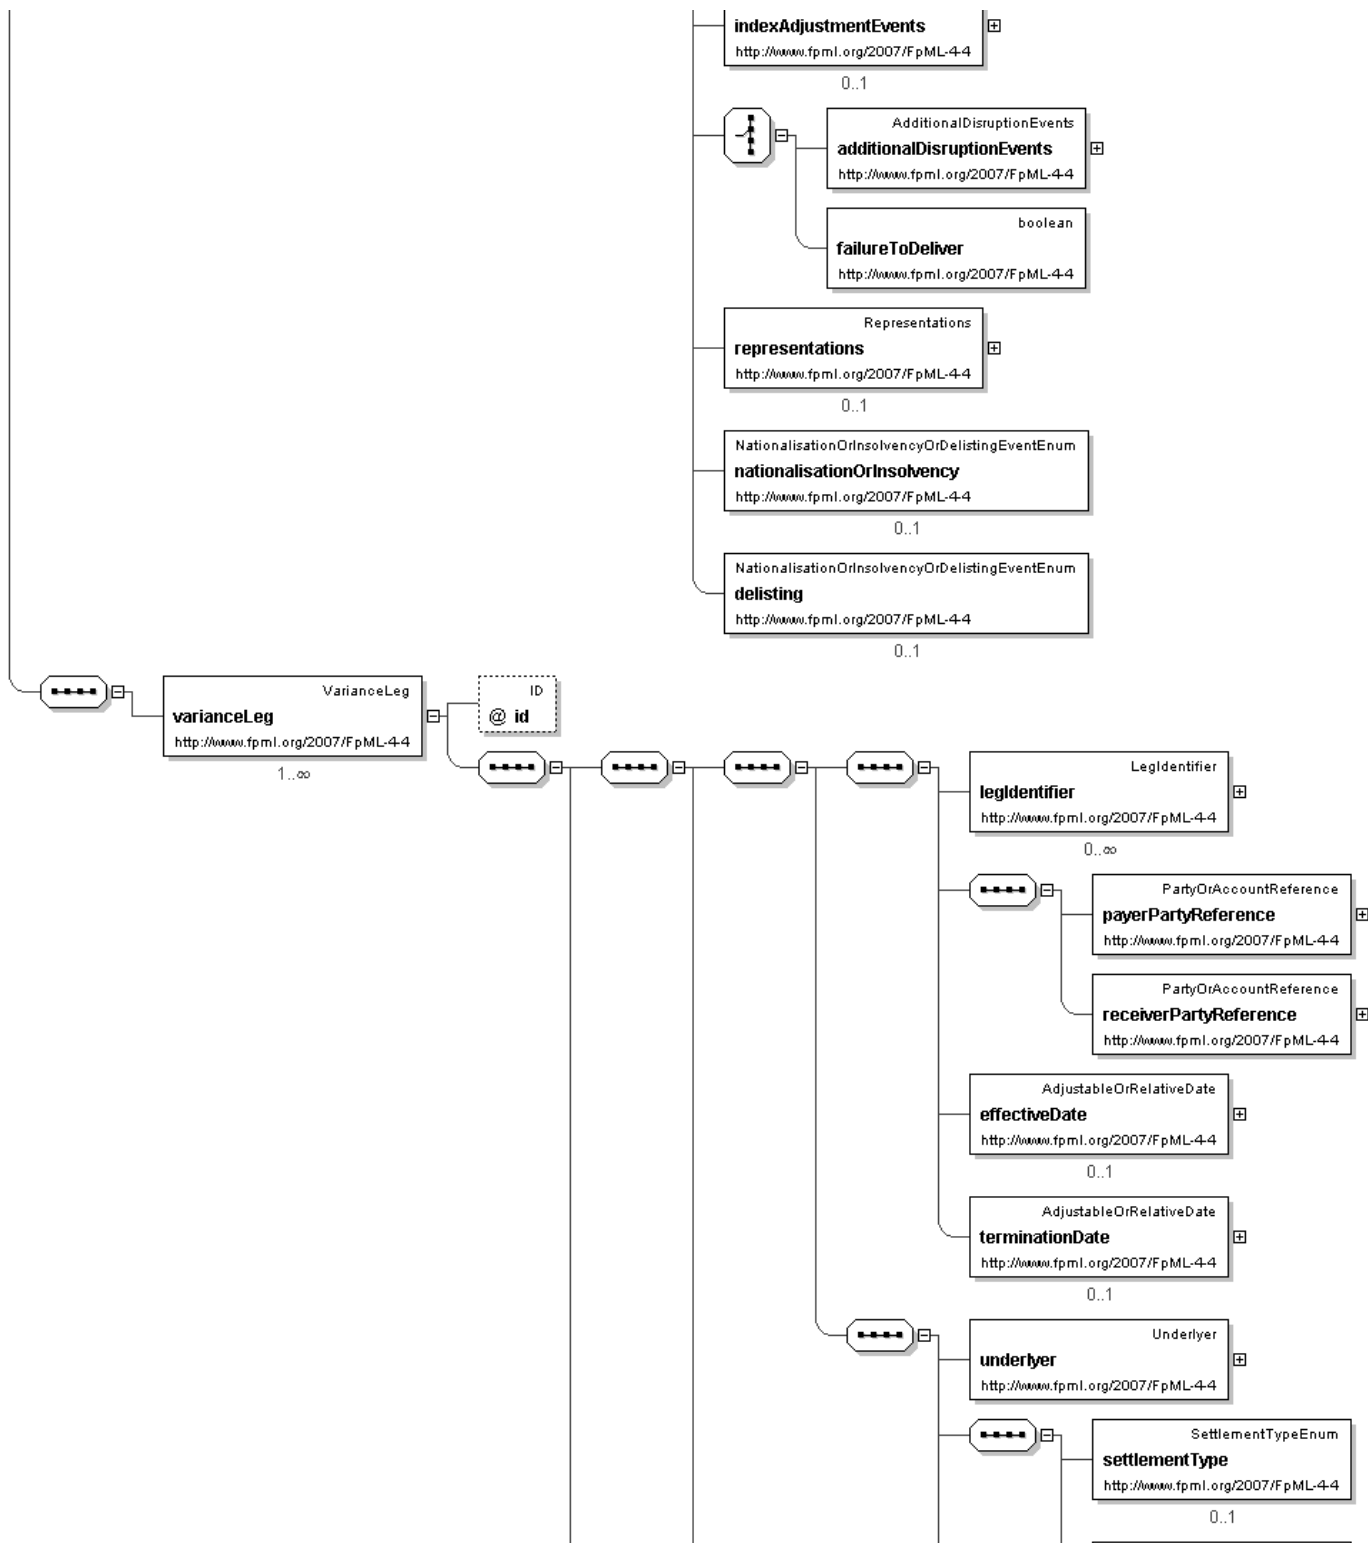 indexAdjustmentEvents
http://www.fpml.org/2007/FpML-4-4
0..1
AdditionalDisruptionEvents
additionalDisruptionEvents
http://www.fpml.org/2007/FpML-4-4
boolean
failureToDeliver
http://www.fpml.org/2007/FpML-4-4
Representations
representations
http://www.fpml.org/2007/FpML-4-4
0..1
NationalisationOrInsolvencyOrDelistingEventEnum
nationalisationOrInsolvency
http://www.fpml.org/2007/FpML-4-4
0..1
NationalisationOrInsolvencyOrDelistingEventEnum
delisting
http://www.fpml.org/2007/FpML-4-4
0..1
VarianceLeg
varianceLeg
http://www.fpml.org/2007/FpML-4-4
1..∞
ID
@ id
LegIdentifier
legIdentifier
http://www.fpml.org/2007/FpML-4-4
0..∞
PartyOrAccountReference
payerPartyReference
http://www.fpml.org/2007/FpML-4-4
PartyOrAccountReference
receiverPartyReference
http://www.fpml.org/2007/FpML-4-4
AdjustableOrRelativeDate
effectiveDate
http://www.fpml.org/2007/FpML-4-4
0..1
AdjustableOrRelativeDate
terminationDate
http://www.fpml.org/2007/FpML-4-4
0..1
Underlyer
underlyer
http://www.fpml.org/2007/FpML-4-4
SettlementTypeEnum
settlementType
http://www.fpml.org/2007/FpML-4-4
0..1